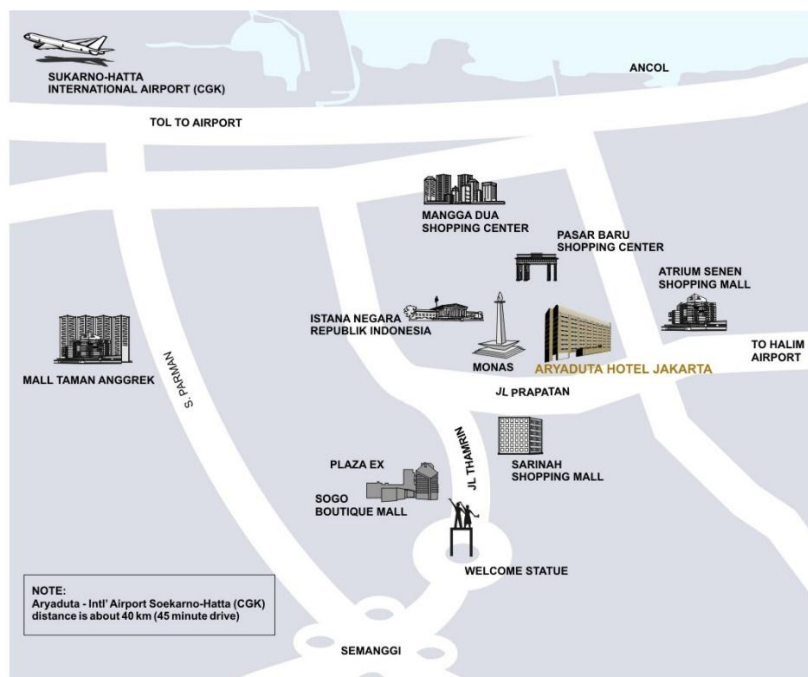 SUKARNO-HATTA
INTERNATIONAL AIRPORT (CGK)
ANCOL
TOL TO AIRPORT
MANGGA DUA
SHOPPING CENTER
PASAR BARU
SHOPPING CENTER
ATRIUM SENEN
SHOPPING MALL
ISTANA NEGARA
REPUBLIK INDONESIA
MONAS
ARYADUTA HOTEL JAKARTA
TO HALIM
AIRPORT
MALL TAMAN ANGGREK
S. PARMAN
JL PRAPATAN
JL THAMRIN
SARINAH
SHOPPING MALL
PLAZA EX
SOGO
BOUTIQUE MALL
WELCOME STATUE
NOTE:
Aryaduta - Intl' Airport Soekarno-Hatta (CGK)
distance is about 40 km (45 minute drive)
SEMANGGI